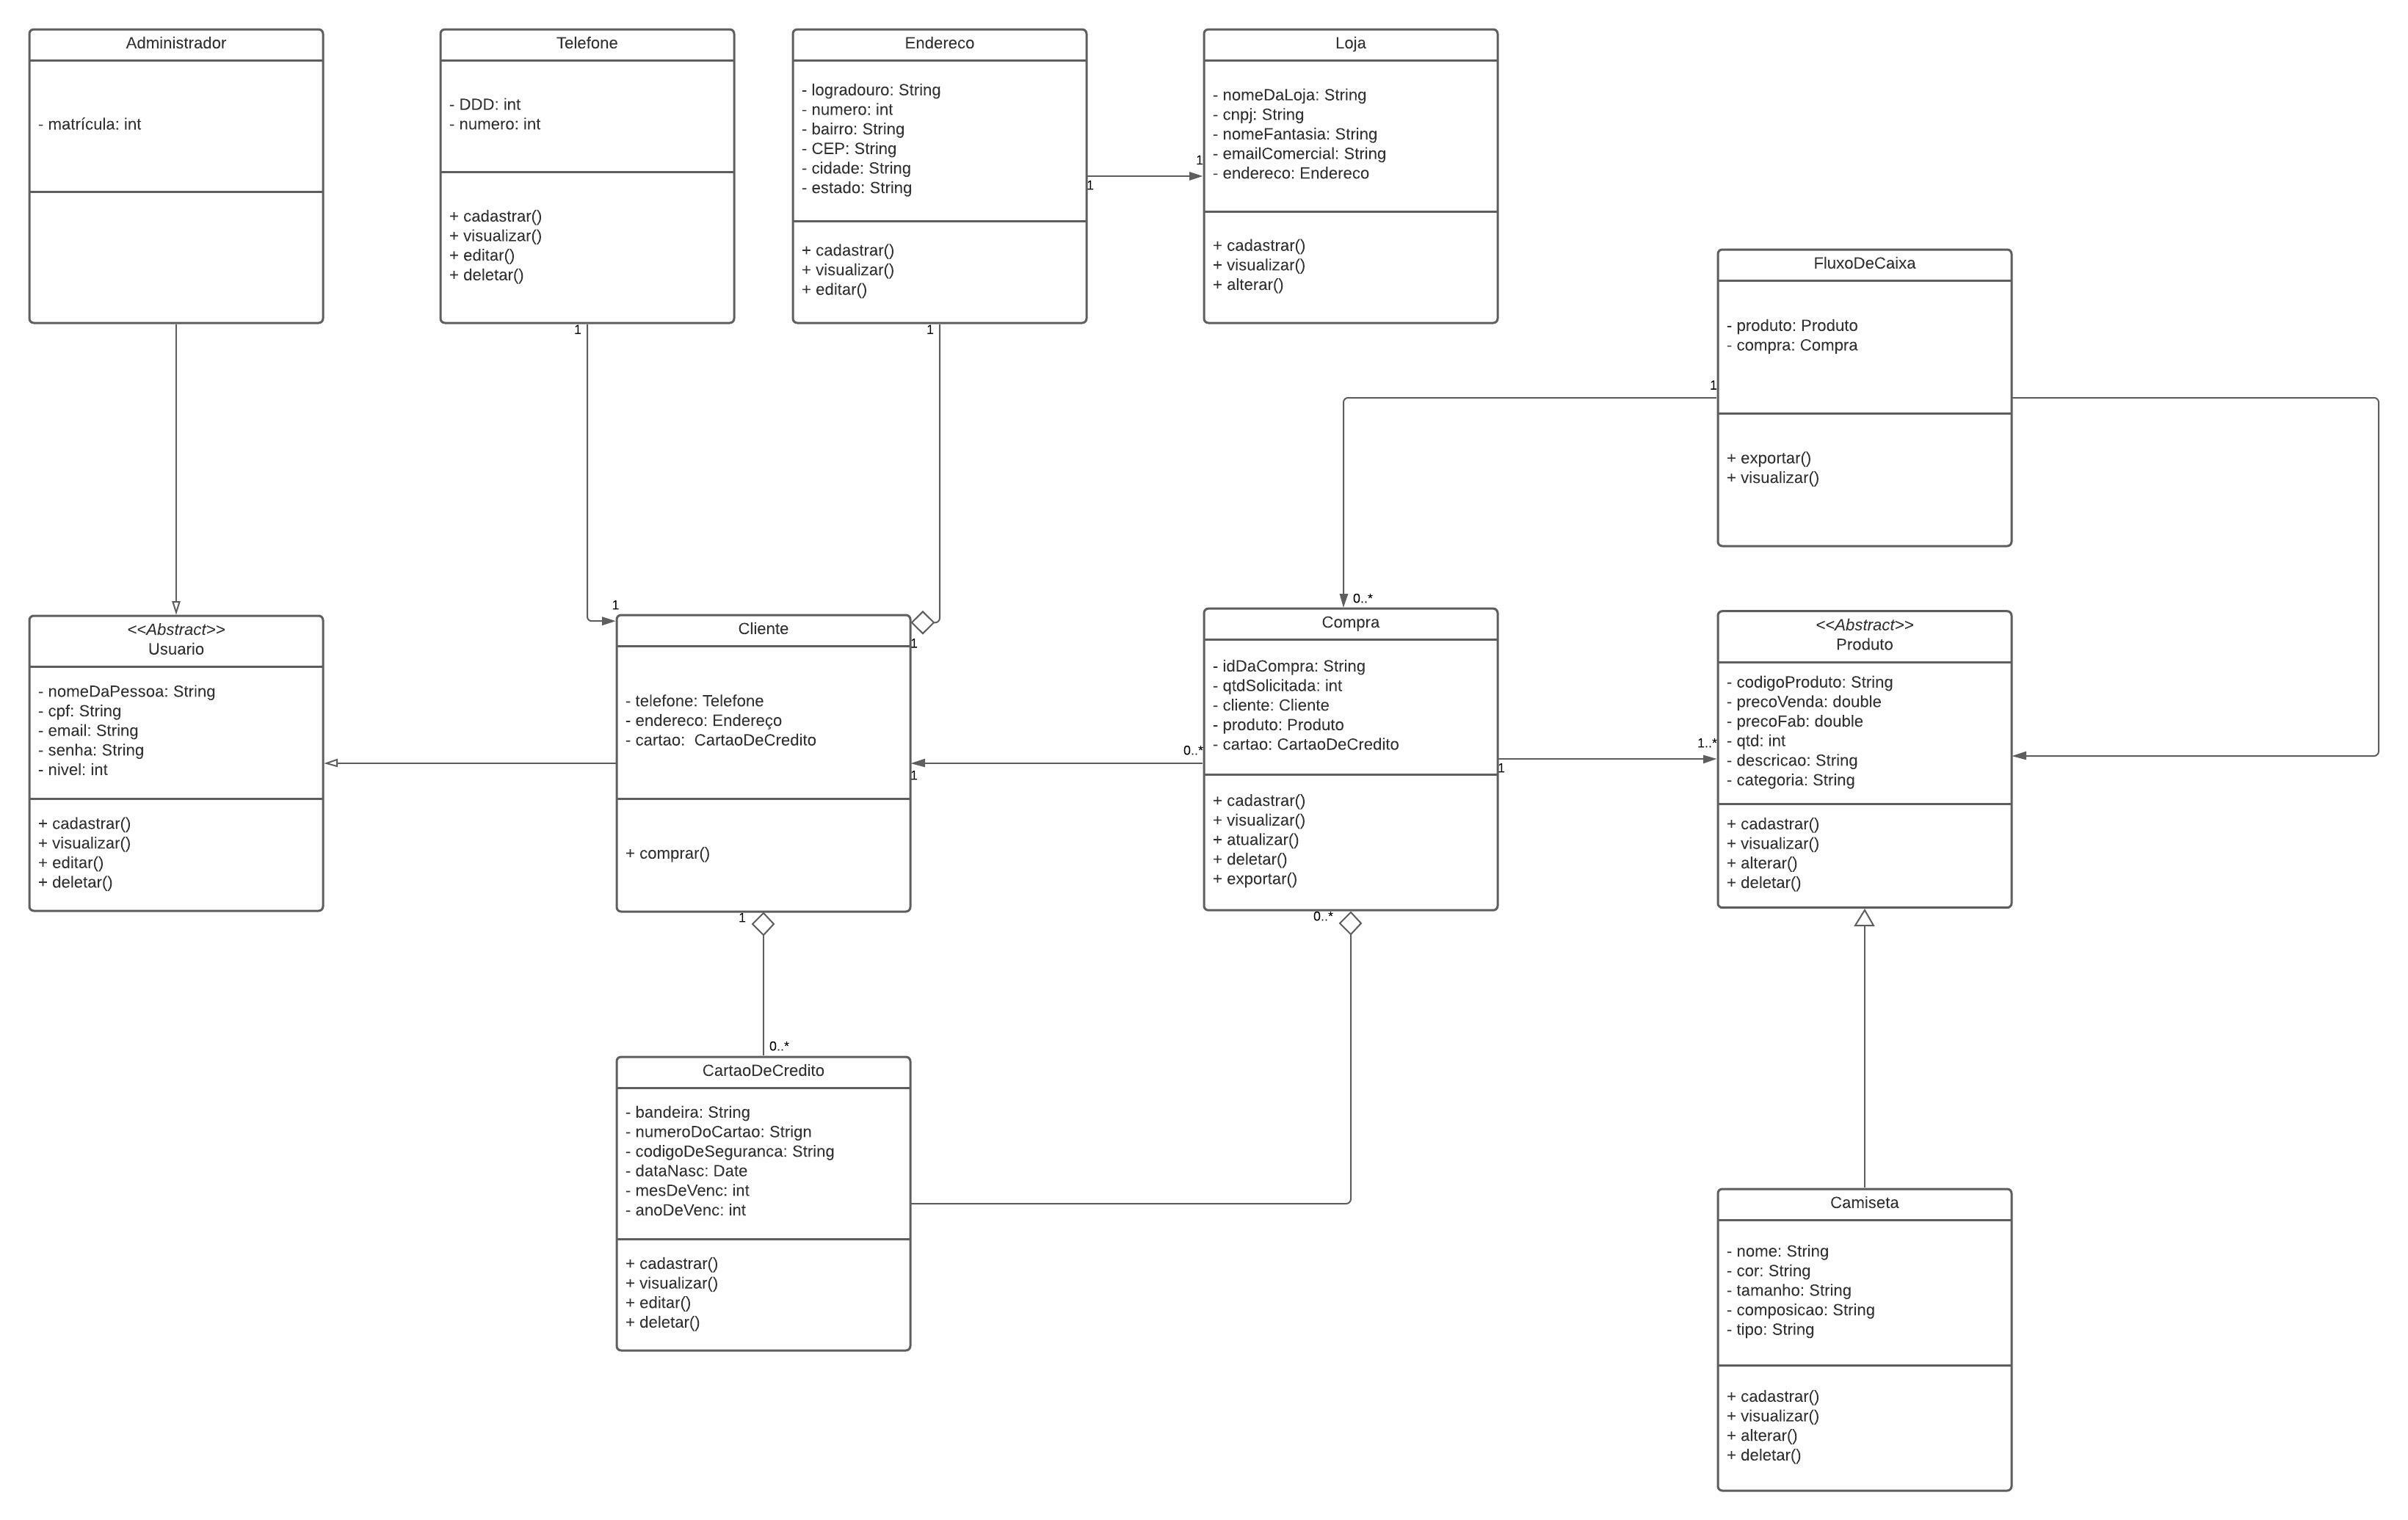 Administrador
- matrícula: int
Telefone
- DDD: int
- numero: int
+ cadastrar()
+ visualizar()
+ editar()
+ deletar()
1
Endereco
- logradouro: String
- numero: int
- bairro: String
- CEP: String
- cidade: String
- estado: String
+ cadastrar()
+ visualizar()
+ editar()
1
1
1
Loja
- nomeDaLoja: String
- cnpj: String
- nomeFantasia: String
- emailComercial: String
- endereco: Endereco
+ cadastrar()
+ visualizar()
+ alterar()
FluxoDeCaixa
- produto: Produto
- compra: Compra
+ exportar()
+ visualizar()
1
0..*
<<Abstract>>
Usuario
- nomeDaPessoa: String
- cpf: String
- email: String
- senha: String
- nivel: int
+ cadastrar()
+ visualizar()
+ editar()
+ deletar()
1
Cliente
1
- telefone: Telefone
- endereco: Endereço
- cartao:  CartaoDeCredito
+ comprar()
1
0..*
1
Compra
- idDaCompra: String
- qtdSolicitada: int
- cliente: Cliente
- produto: Produto
- cartao: CartaoDeCredito
+ cadastrar()
+ visualizar()
+ atualizar()
+ deletar()
+ exportar()
1
1..*
0..*
<<Abstract>>
Produto
- codigoProduto: String
- precoVenda: double
- precoFab: double
- qtd: int
- descricao: String
- categoria: String
+ cadastrar()
+ visualizar()
+ alterar()
+ deletar()
0..*
CartaoDeCredito
- bandeira: String
- numeroDoCartao: Strign
- codigoDeSeguranca: String
- dataNasc: Date
- mesDeVenc: int
- anoDeVenc: int
+ cadastrar()
+ visualizar()
+ editar()
+ deletar()
Camiseta
- nome: String
- cor: String
- tamanho: String
- composicao: String
- tipo: String
+ cadastrar()
+ visualizar()
+ alterar()
+ deletar()